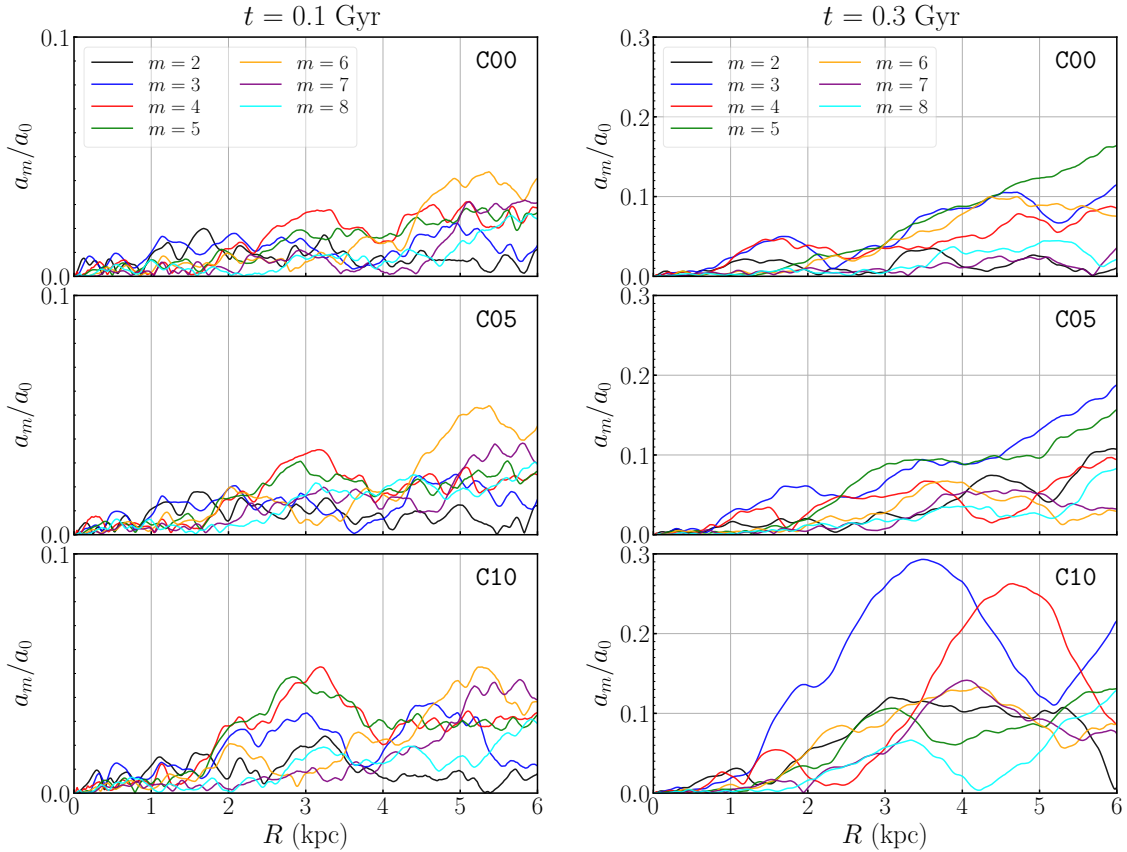 t = 0.1 Gyr
t = 0.3 Gyr
0.1
a_m/a_0
0.0
m = 2
m = 3
m = 4
m = 5
m = 6
m = 7
m = 8
C00
0.3
0.2
0.1
0.0
a_m/a_0
m = 2
m = 3
m = 4
m = 5
m = 6
m = 7
m = 8
C00
0.1
a_m/a_0
0.0
C05
0.3
0.2
0.1
0.0
a_m/a_0
C05
0.1
a_m/a_0
0.0
C10
0 1 2 3 4 5 6
R (kpc)
0.3
0.2
0.1
0.0
a_m/a_0
C10
0 1 2 3 4 5 6
R (kpc)